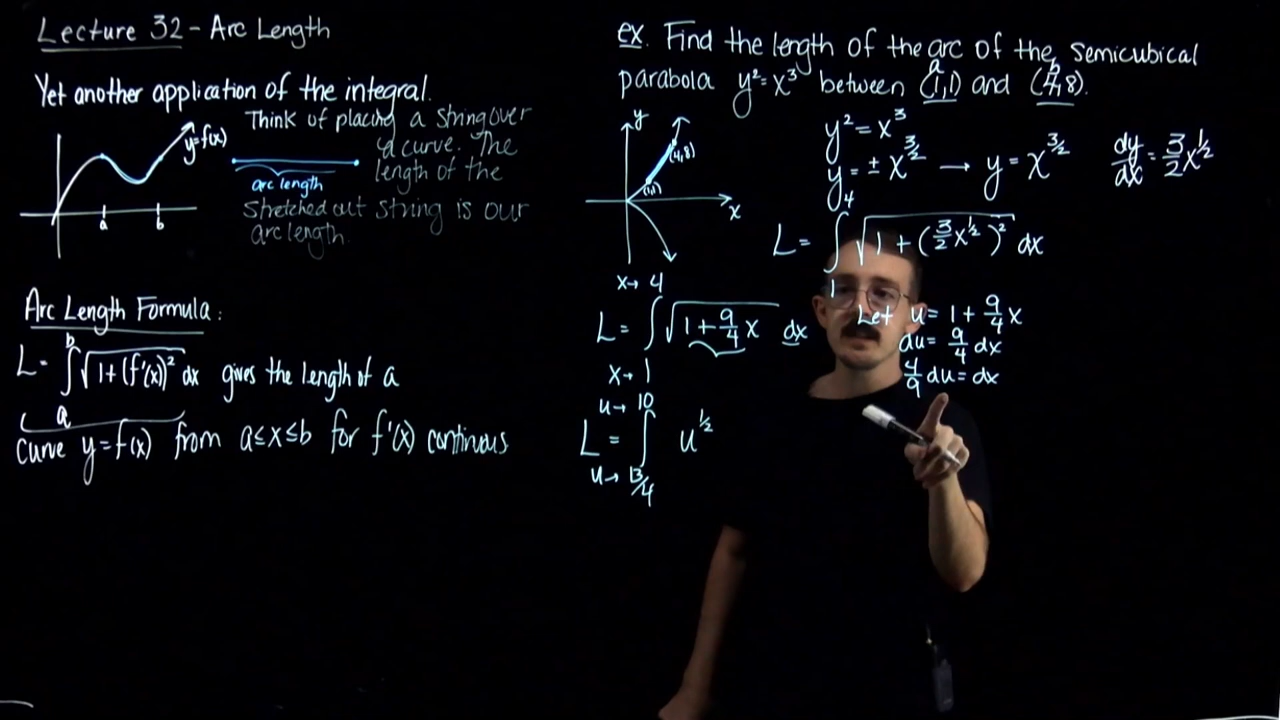 Lecture 32 - Arc Length
Yet another application of the integral.
y=f(x)
a
b
Think of placing a string over
a curve. The
length of the
stretched out string is our
arc length.
arc length
Arc Length Formula:
L= ∫_a^b √(1+(f'(x))²) dx gives the length of a
Curve y=f(x) from a≤x≤b for f'(x) continuous
ex. Find the length of the arc of the semicubical
a b
parabola y²=x³ between (1,1) and (4,8).
y
(4,8)
(1,1)
x
y² = x³
y = ± x^{3/2} → y = x^{3/2} dy/dx = 3/2 x^{1/2}
L = ∫_1^4 √(1 + (3/2 x^{1/2})²) dx
x→ 4
L = ∫ √(1+9/4 x) dx
x→ 1
Let u = 1 + 9/4 x
du = 9/4 dx
4/9 du = dx
u→ 10
L = ∫ u^{1/2}
u→ 13/4